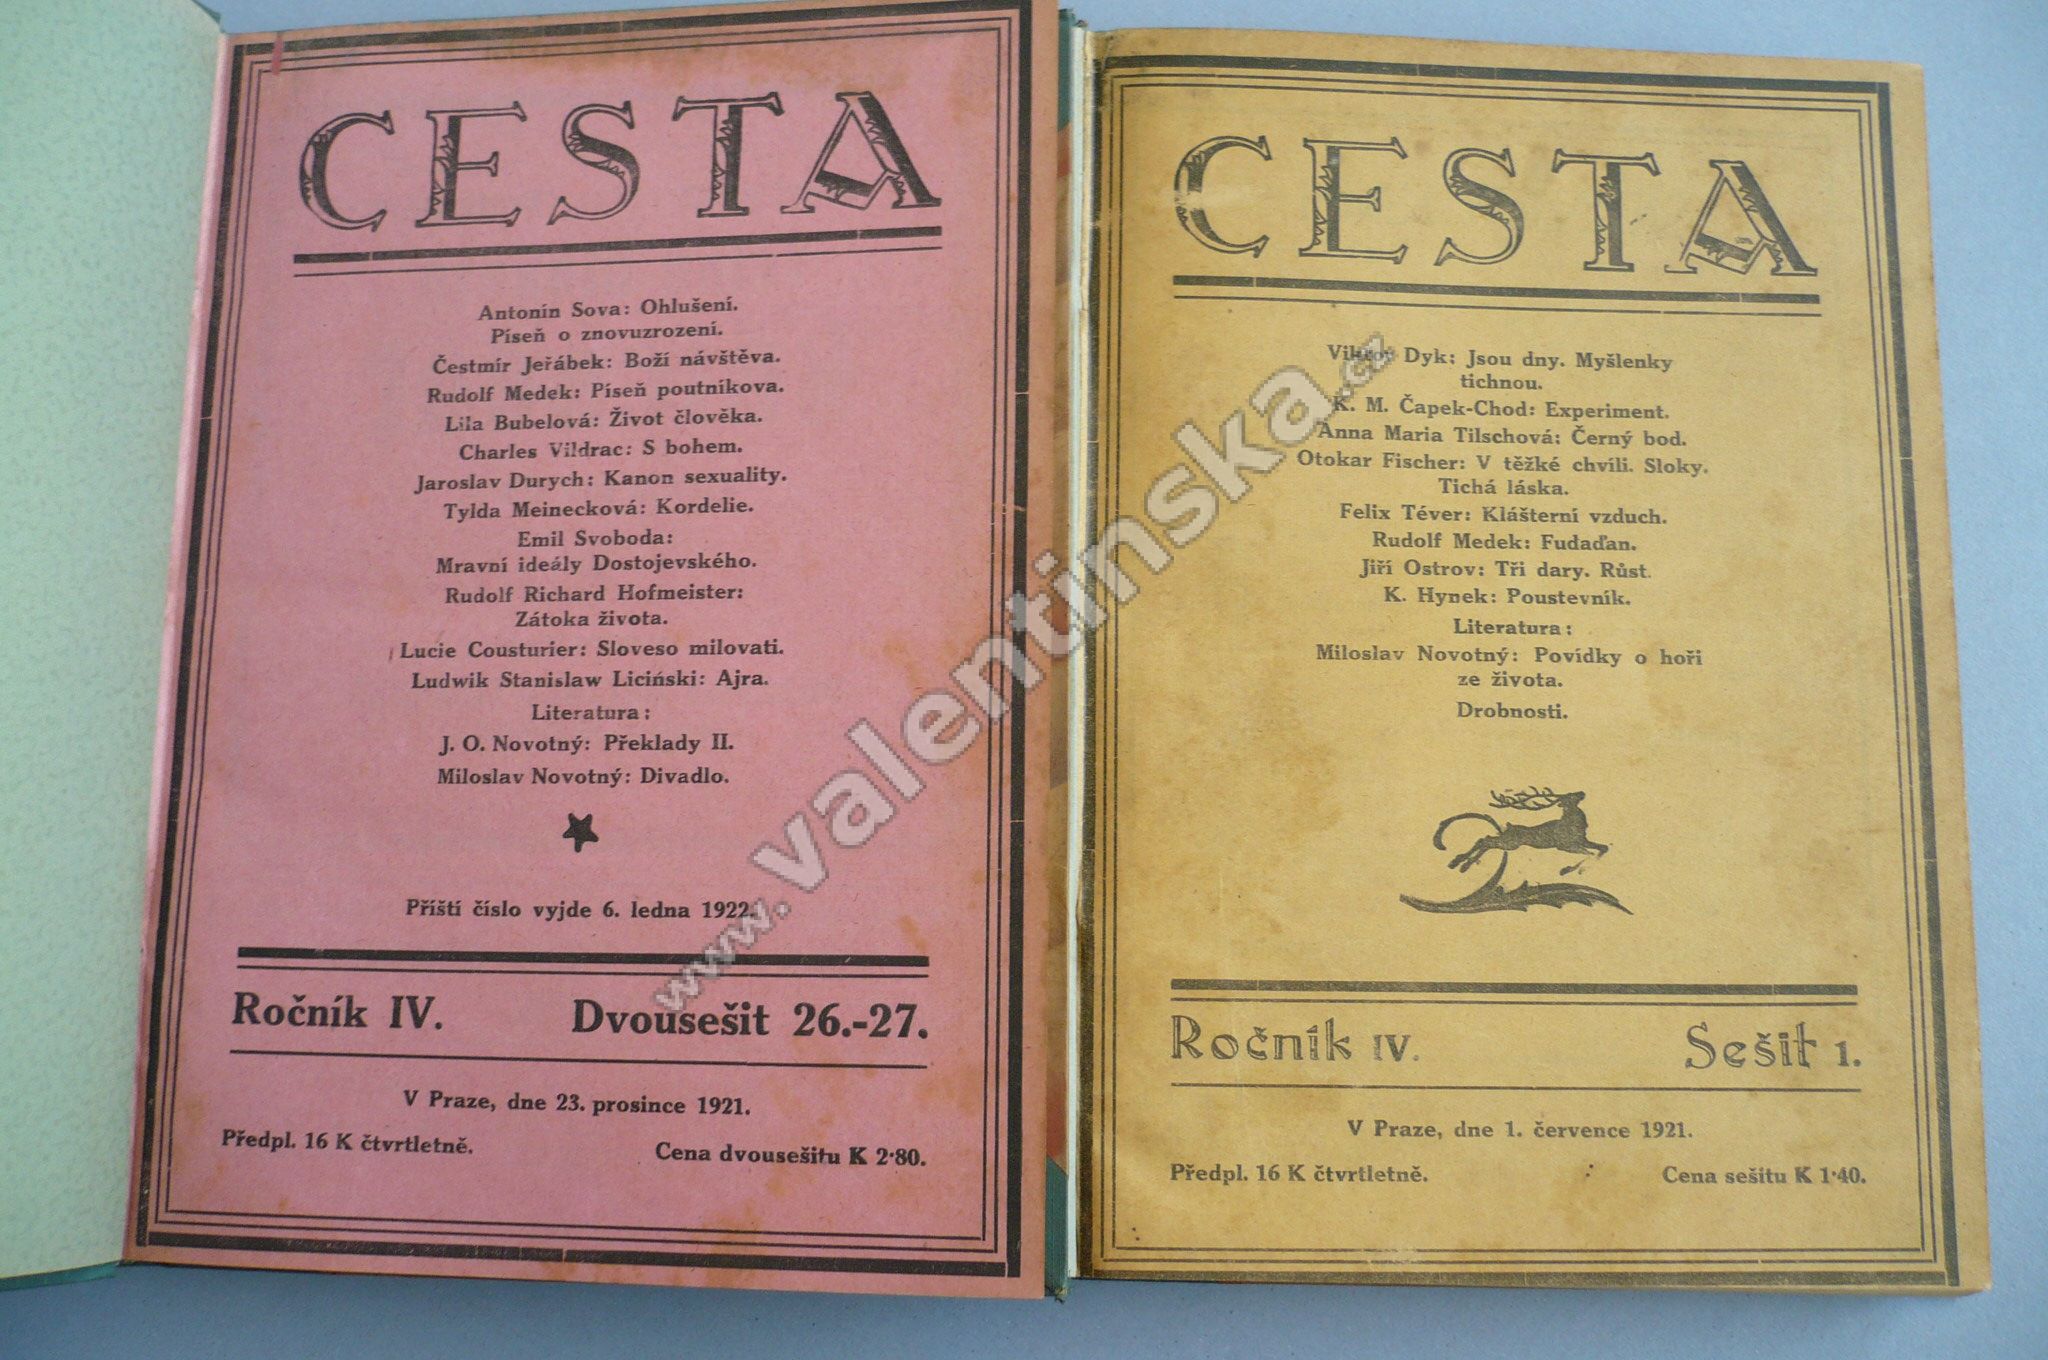 CESTA
Antonín Sova: Ohlušení.
Píseň o znovuzrození.
Čestmír Jeřábek: Boží návštěva.
Rudolf Medek: Píseň poutníkova.
Lila Bubelová: Život člověka.
Charles Vildrac: S bohem.
Jaroslav Durych: Kanon sexuality.
Tylda Meinecková: Kordelie.
Emil Svoboda:
Mravní ideály Dostojevského.
Rudolf Richard Hofmeister:
Zátoka života.
Lucie Cousturier: Sloveso milovati.
Ludwik Stanislaw Liciński: Ajra.
Literatura:
J. O. Novotný: Překlady II.
Miloslav Novotný: Divadlo.
Příští číslo vyjde 6. ledna 1922.
Ročník IV. Dvousešit 26.-27.
V Praze, dne 23. prosince 1921.
Předpl. 16 K čtvrtletně. Cena dvousešitu K 2·80.
CESTA
Viktor Dyk: Jsou dny. Myšlenky
tichnou.
K. M. Čapek-Chod: Experiment.
Anna Maria Tilschová: Černý bod.
Otokar Fischer: V těžké chvíli. Sloky.
Tichá láska.
Felix Téver: Klášterní vzduch.
Rudolf Medek: Fudaďan.
Jiří Ostrov: Tři dary. Růst.
K. Hynek: Poustevník.
Literatura:
Miloslav Novotný: Povídky o hoři
ze života.
Drobnosti.
Ročník IV. Sešit 1.
V Praze, dne 1. července 1921.
Předpl. 16 K čtvrtletně. Cena sešitu K 1·40.
www.valentinska.cz